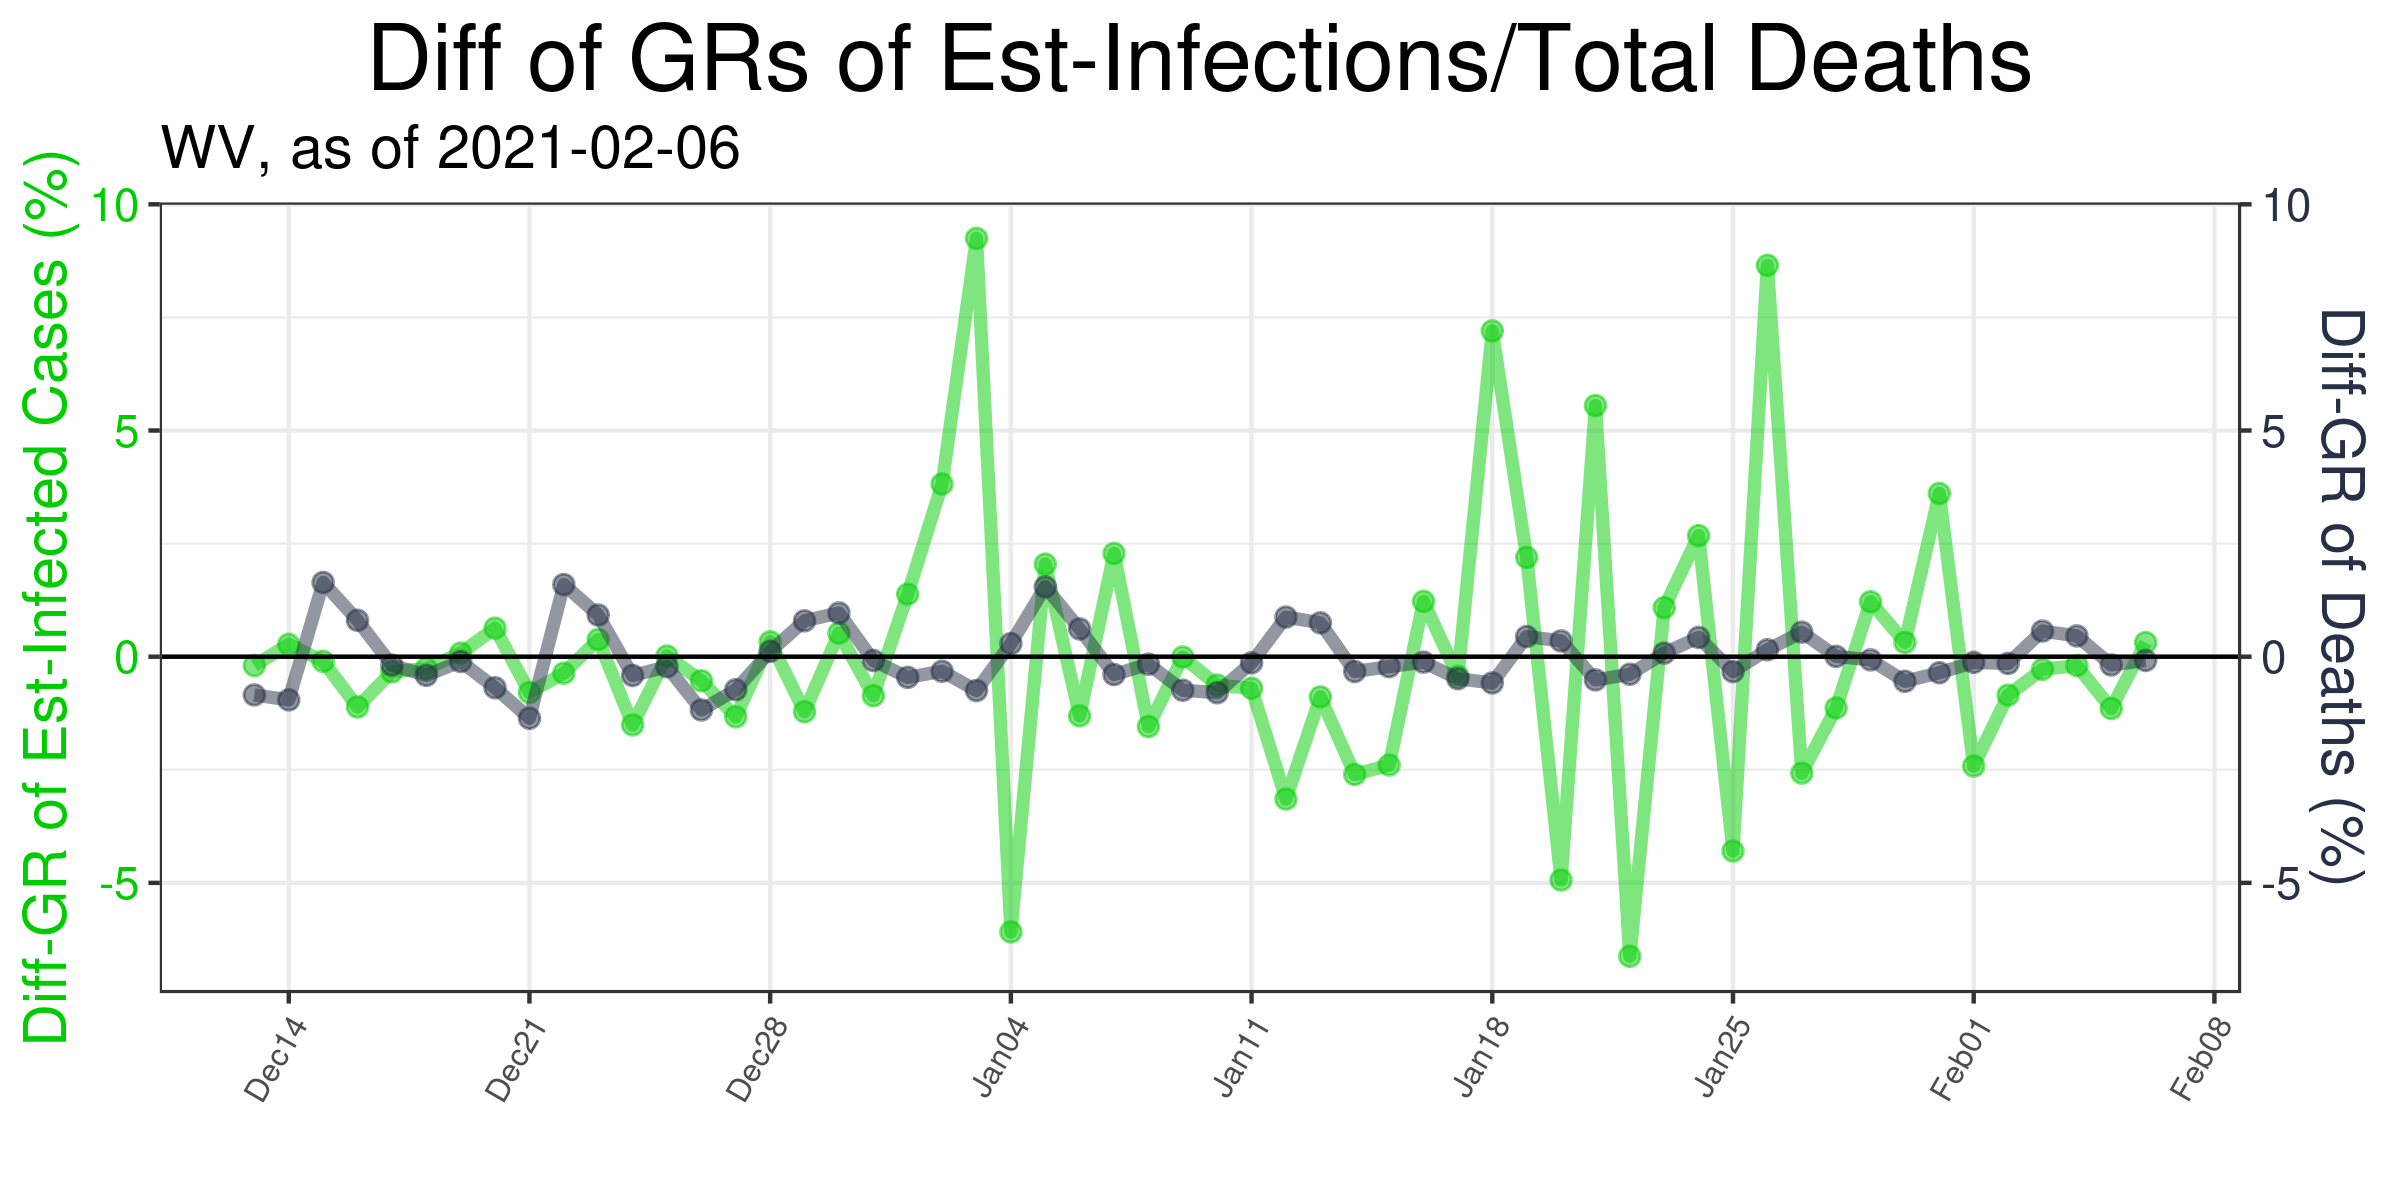 Diff of GRs of Est-Infections/Total Deaths
WV, as of 2021-02-06
Diff-GR of Est-Infected Cases (%)
10
5
0
-5
10
5
0
-5
Diff-GR of Deaths (%)
Dec14
Dec21
Dec28
Jan04
Jan11
Jan18
Jan25
Feb01
Feb08